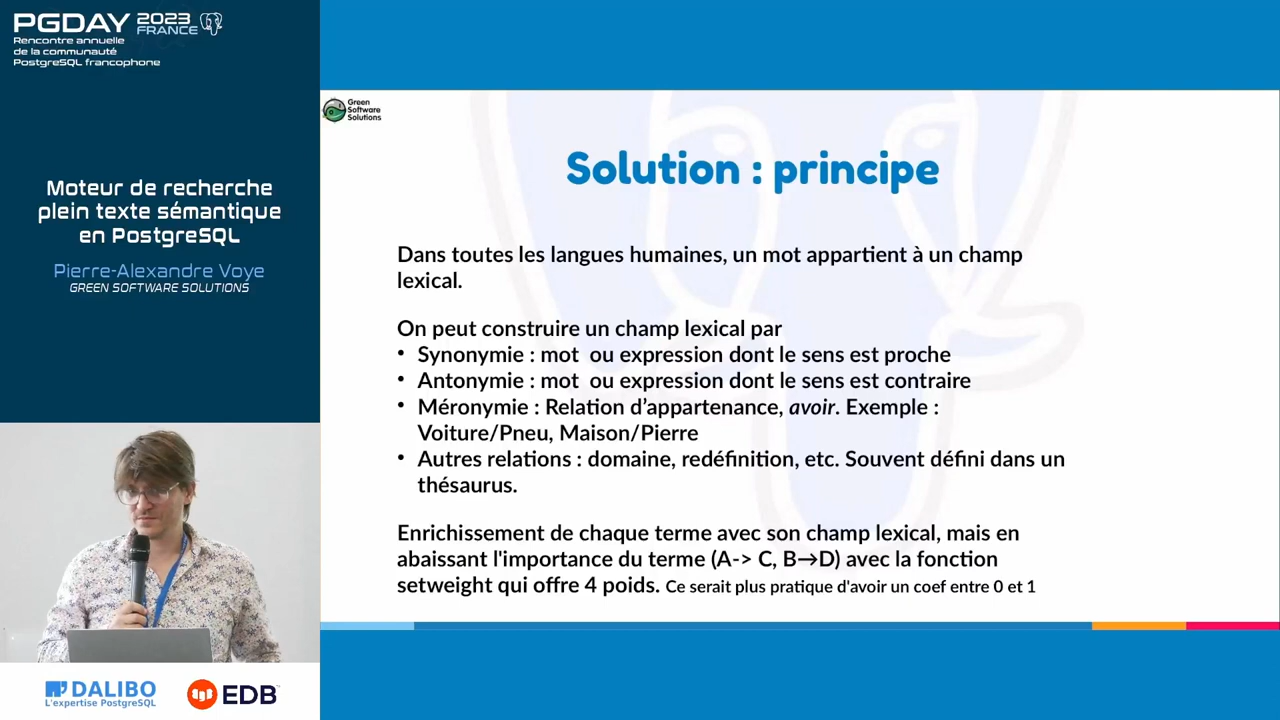 PGDAY 2023 FRANCE
Rencontre annuelle
de la communauté
PostgreSQL francophone
Moteur de recherche
plein texte sémantique
en PostgreSQL
Pierre-Alexandre Voye
GREEN SOFTWARE SOLUTIONS
DALIBO
L'expertise PostgreSQL
EDB
Green
Software
Solutions
Solution : principe
Dans toutes les langues humaines, un mot appartient à un champ
lexical.
On peut construire un champ lexical par
• Synonymie : mot ou expression dont le sens est proche
• Antonymie : mot ou expression dont le sens est contraire
• Méronymie : Relation d’appartenance, avoir. Exemple :
Voiture/Pneu, Maison/Pierre
• Autres relations : domaine, redéfinition, etc. Souvent défini dans un
thésaurus.
Enrichissement de chaque terme avec son champ lexical, mais en
abaissant l'importance du terme (A-> C, B→D) avec la fonction
setweight qui offre 4 poids. Ce serait plus pratique d'avoir un coef entre 0 et 1